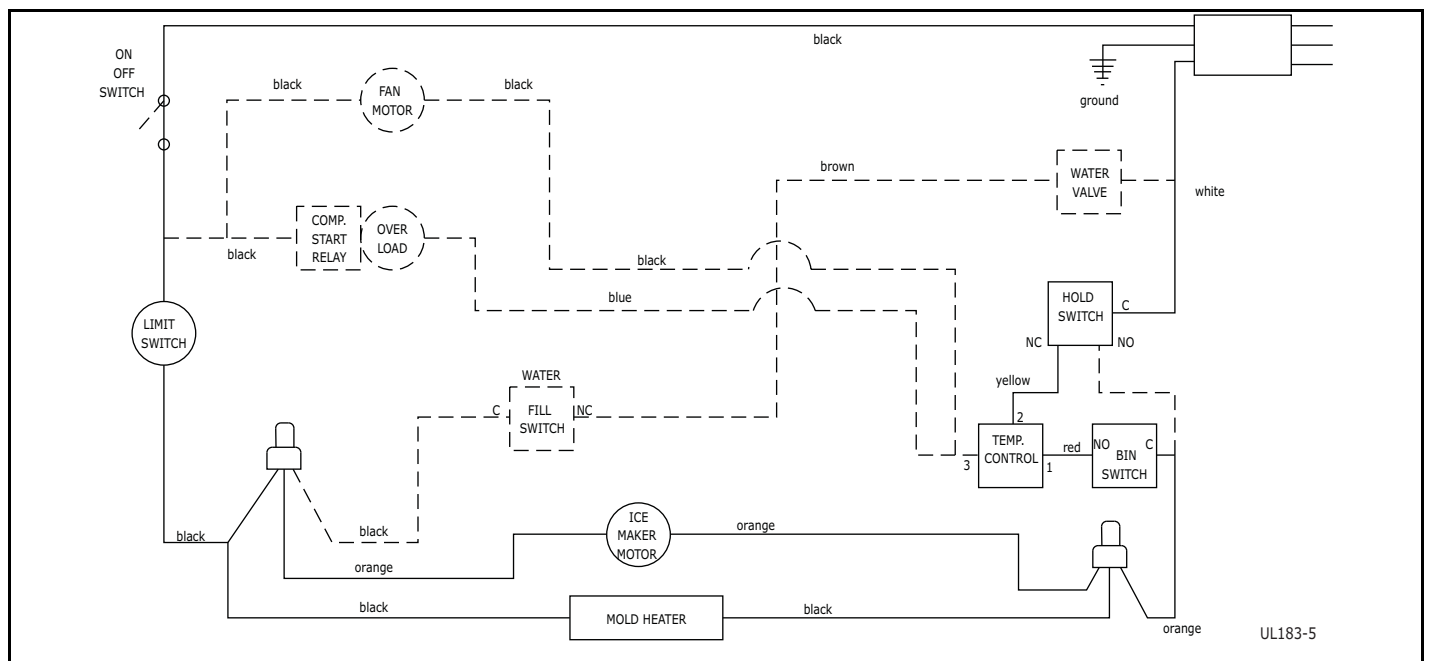 black
ON
OFF
SWITCH
black
FAN
MOTOR
black
ground
brown
WATER
VALVE
white
COMP.
START
RELAY
OVER
LOAD
black
black
blue
HOLD
SWITCH
C
NC
NO
LIMIT
SWITCH
yellow
WATER
C
FILL
SWITCH
NC
2
TEMP.
CONTROL
3
1
red
NO
C
BIN
SWITCH
black
black
ICE
MAKER
MOTOR
orange
orange
black
MOLD HEATER
black
orange
UL183-5